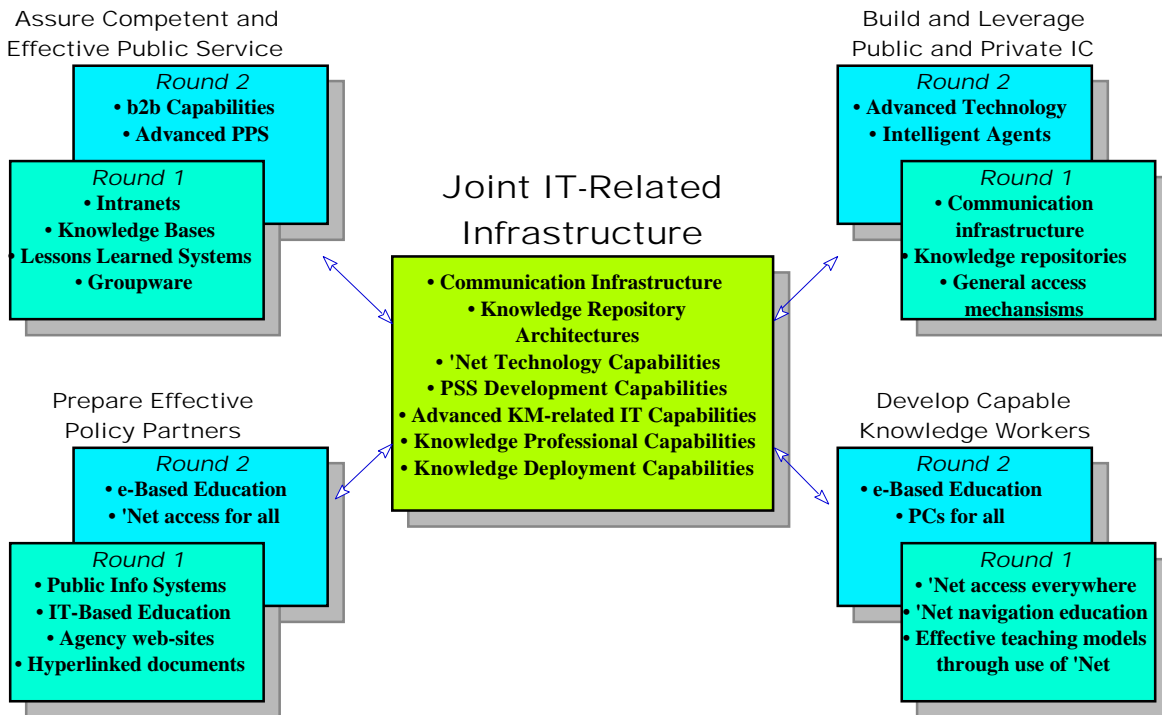 Assure Competent and
Effective Public Service
Round 2
• b2b Capabilities
• Advanced PPS
Round 1
• Intranets
• Knowledge Bases
• Lessons Learned Systems
• Groupware
Build and Leverage
Public and Private IC
Round 2
• Advanced Technology
• Intelligent Agents
Round 1
• Communication
infrastructure
• Knowledge repositories
• General access
mechansisms
Joint IT-Related
Infrastructure
• Communication Infrastructure
• Knowledge Repository
Architectures
• 'Net Technology Capabilities
• PSS Development Capabilities
• Advanced KM-related IT Capabilities
• Knowledge Professional Capabilities
• Knowledge Deployment Capabilities
Prepare Effective
Policy Partners
Round 2
• e-Based Education
• 'Net access for all
Round 1
• Public Info Systems
• IT-Based Education
• Agency web-sites
• Hyperlinked documents
Develop Capable
Knowledge Workers
Round 2
• e-Based Education
• PCs for all
Round 1
• 'Net access everywhere
• 'Net navigation education
• Effective teaching models
through use of 'Net